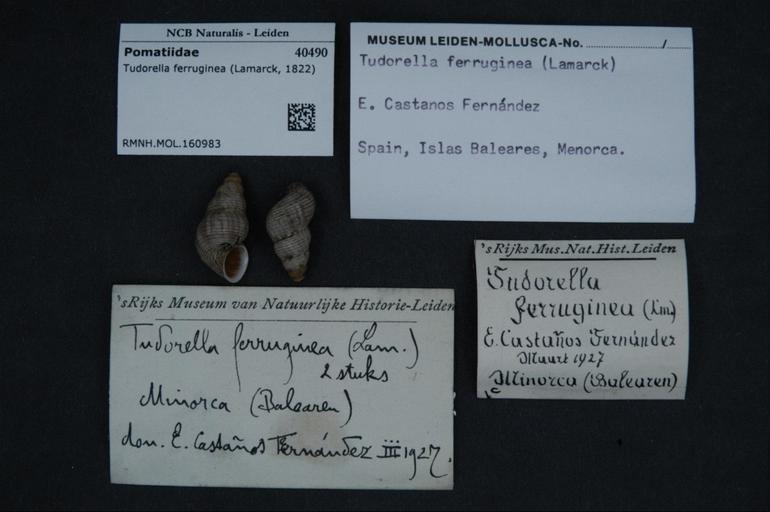 NCB Naturalis - Leiden
Pomatiidae 40490
Tudorella ferruginea (Lamarck, 1822)
RMNH.MOL.160983
MUSEUM LEIDEN-MOLLUSCA-No. ........................../......
Tudorella ferruginea (Lamarck)
E. Castanos Fernández
Spain, Islas Baleares, Menorca.
'sRijks Museum van Natuurlijke Historie-Leiden
Tudorella ferruginea (Lam.)
2 stuks
Minorca (Balearen)
don. E. Castaños Fernández III 1927.
'sRijks Mus.Nat.Hist.Leiden
Tudorella
ferruginea (Lm)
E. Castaños Fernández
Maart 1927
Minorca (Balearen)